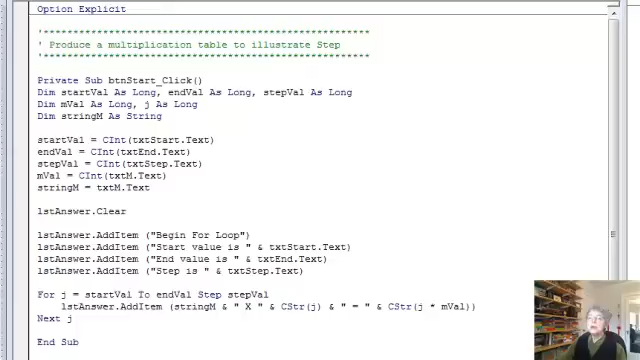 Option Explicit
'*******************************************************
' Produce a multiplication table to illustrate Step
'*******************************************************
Private Sub btnStart_Click()
Dim startVal As Long, endVal As Long, stepVal As Long
Dim mVal As Long, j As Long
Dim stringM As String
startVal = CInt(txtStart.Text)
endVal = CInt(txtEnd.Text)
stepVal = CInt(txtStep.Text)
mVal = CInt(txtM.Text)
stringM = txtM.Text
lstAnswer.Clear
lstAnswer.AddItem ("Begin For Loop")
lstAnswer.AddItem ("Start value is " & txtStart.Text)
lstAnswer.AddItem ("End value is " & txtEnd.Text)
lstAnswer.AddItem ("Step is " & txtStep.Text)
For j = startVal To endVal Step stepVal
lstAnswer.AddItem (stringM & " X " & CStr(j) & " = " & CStr(j * mVal))
Next j
End Sub